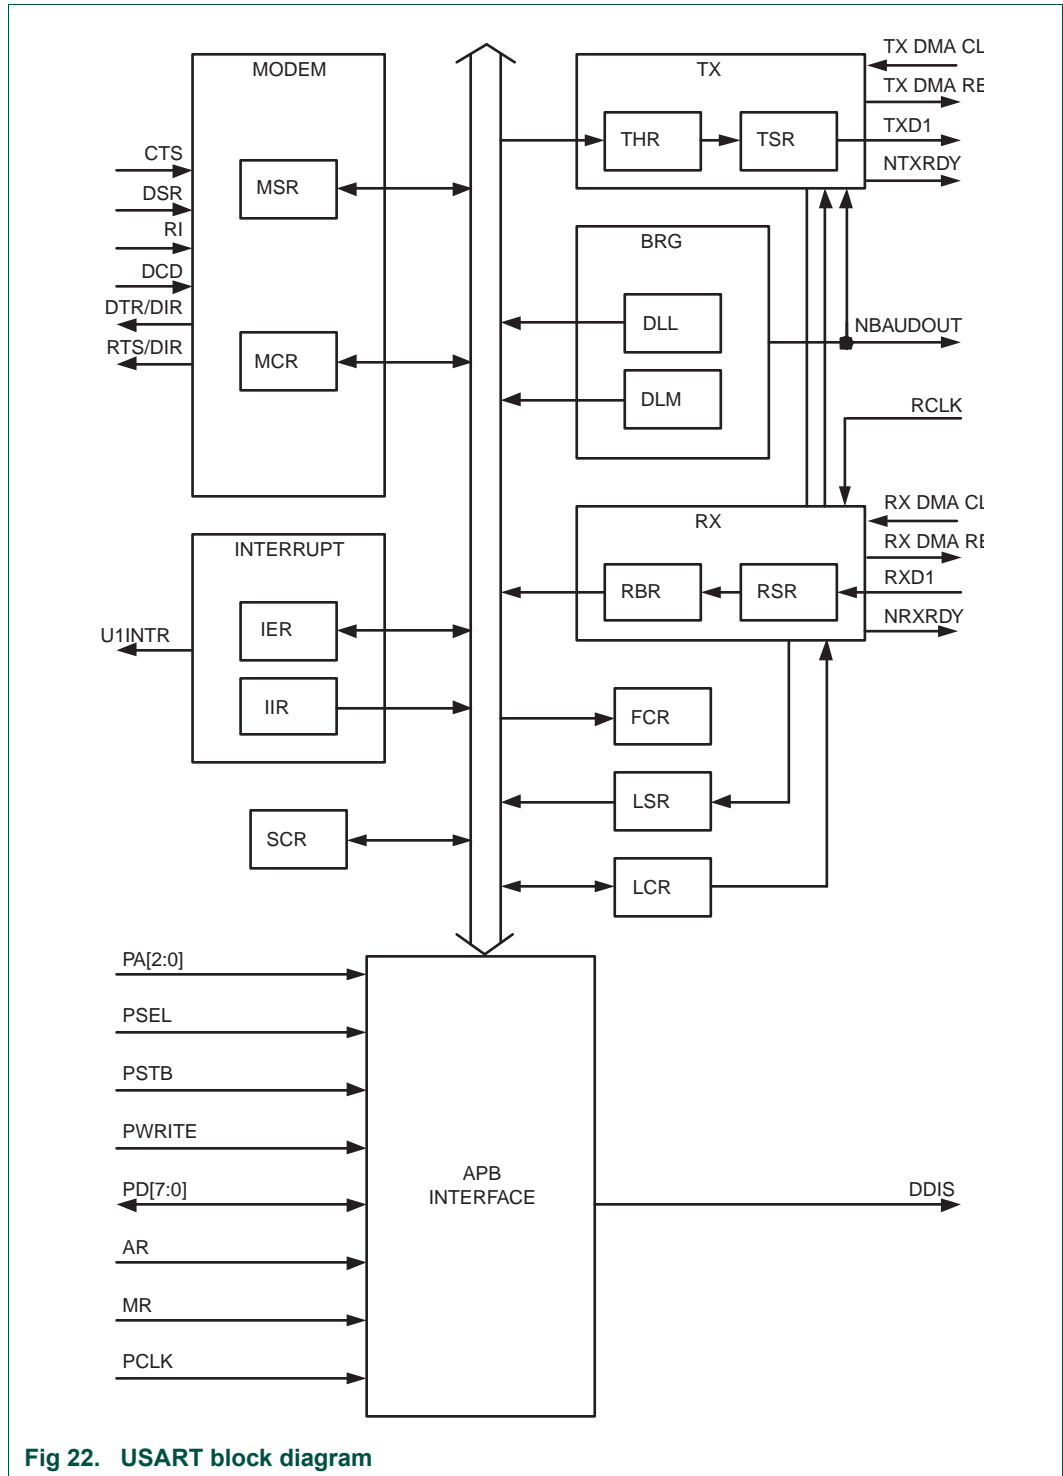 MODEM
MSR
MCR
CTS
DSR
RI
DCD
DTR/DIR
RTS/DIR
TX
THR
TSR
TX DMA CL
TX DMA RE
TXD1
NTXRDY
BRG
DLL
DLM
NBAUDOUT
RCLK
INTERRUPT
IER
IIR
U1INTR
RX
RBR
RSR
RX DMA CL
RX DMA RE
RXD1
NRXRDY
FCR
LSR
LCR
SCR
PA[2:0]
PSEL
PSTB
PWRITE
PD[7:0]
AR
MR
PCLK
APB
INTERFACE
DDIS
Fig 22. USART block diagram